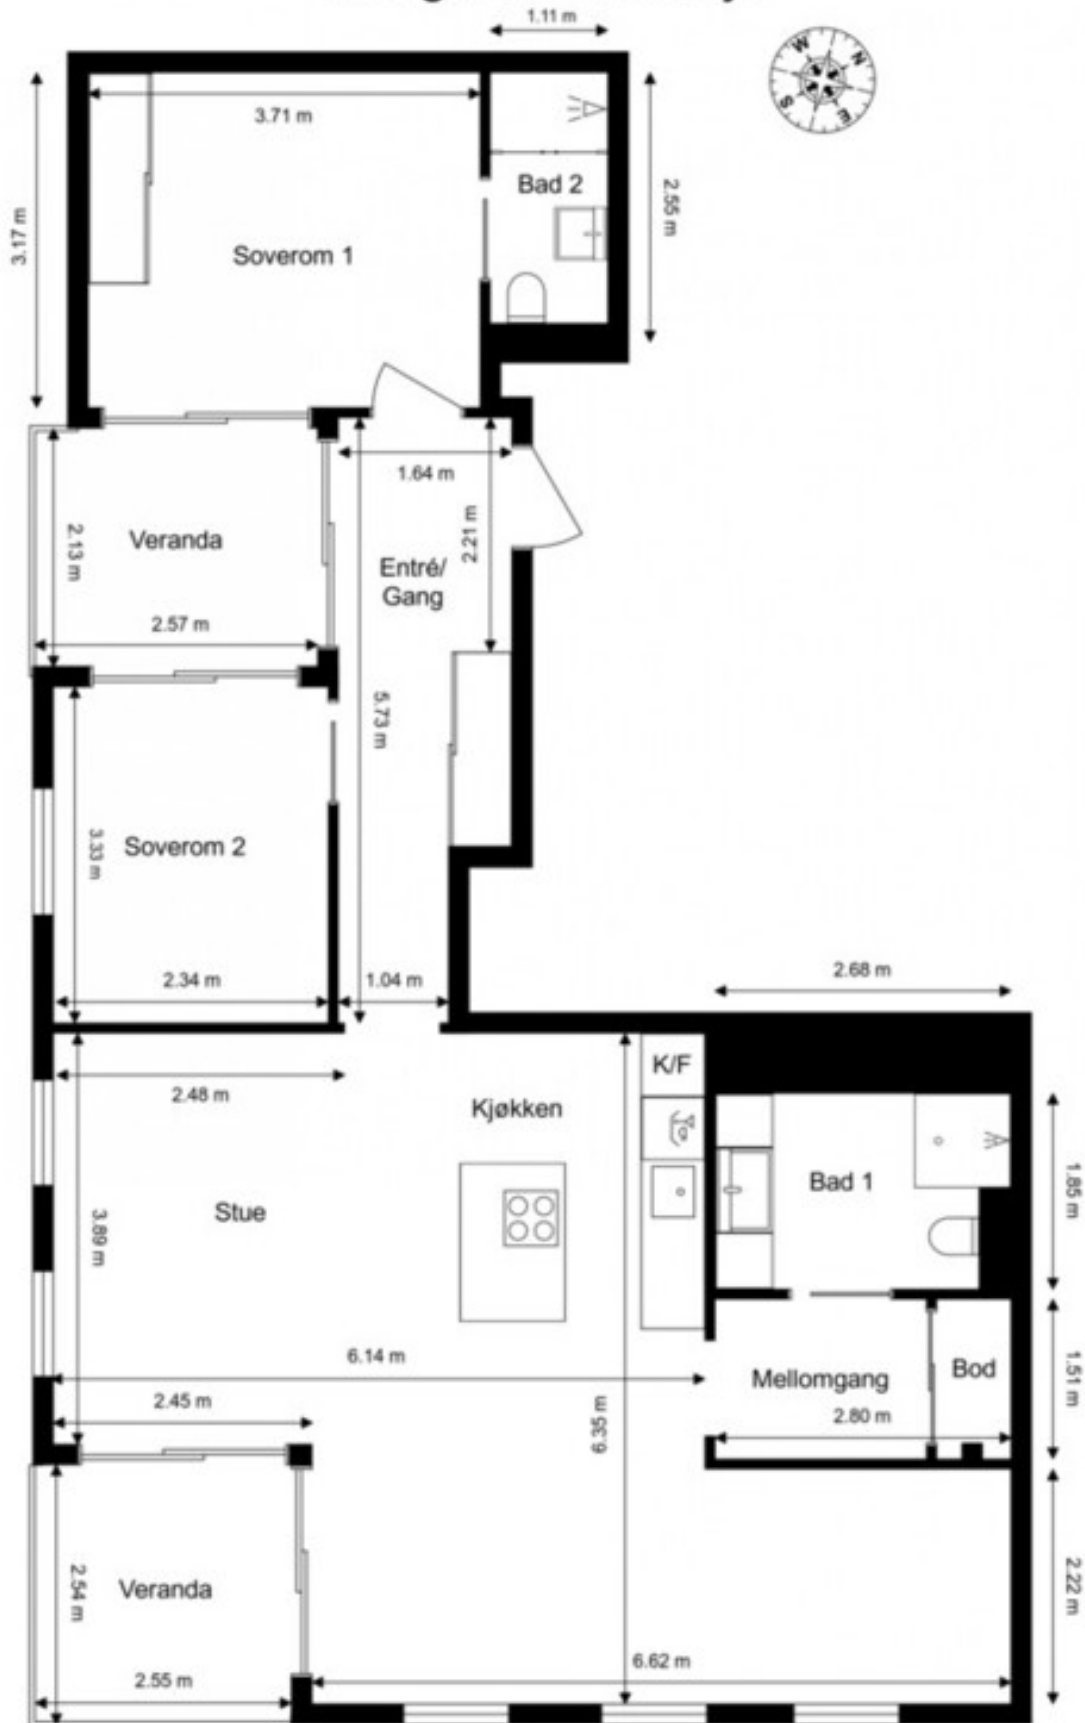 1.11 m
W
N
S
E
3.71 m
Bad 2
2.55 m
3.17 m
Soverom 1
1.64 m
2.21 m
Veranda
2.13 m
Entré/
Gang
2.57 m
5.73 m
3.33 m
Soverom 2
2.34 m
1.04 m
2.68 m
K/F
2.48 m
Kjøkken
Bad 1
1.85 m
Stue
3.89 m
6.14 m
Mellomgang
Bod
1.51 m
2.45 m
2.80 m
6.35 m
2.54 m
Veranda
2.22 m
6.62 m
2.55 m